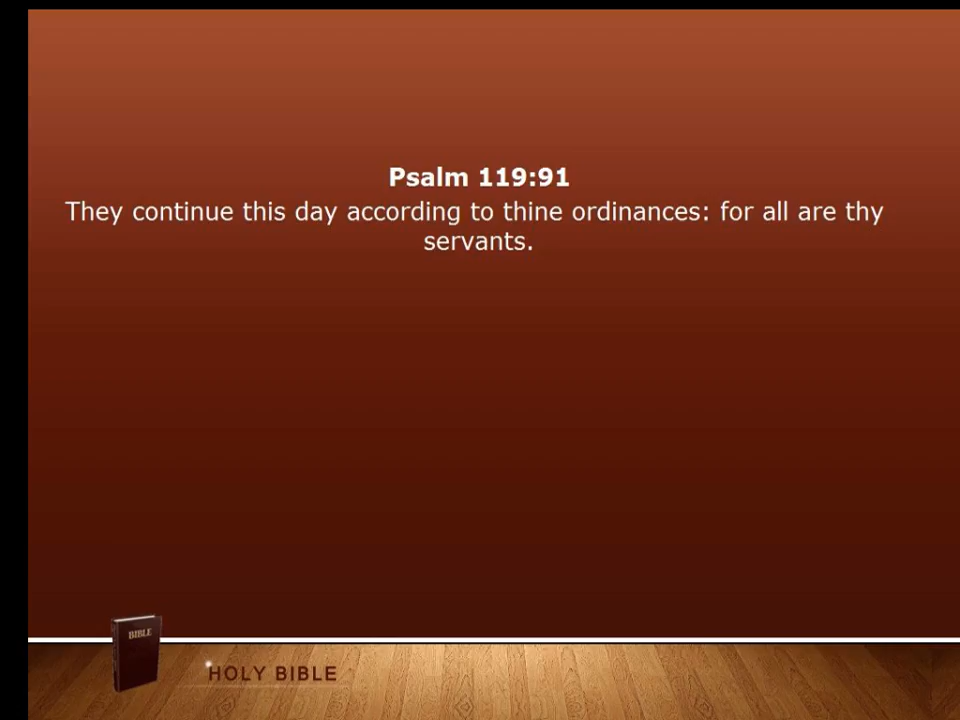 Psalm 119:91
They continue this day according to thine ordinances: for all are thy
servants.
BIBLE
HOLY BIBLE